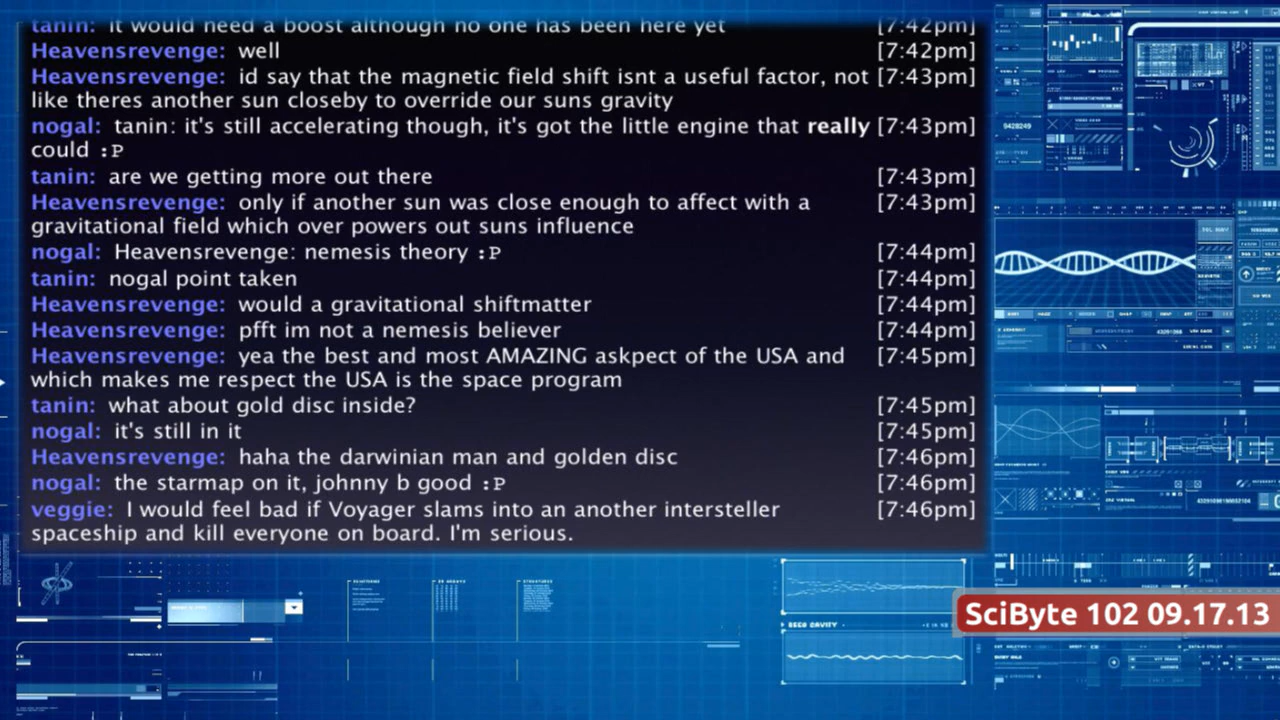 tanin: it would need a boost although no one has been here yet [7:42pm]
Heavensrevenge: well [7:42pm]
Heavensrevenge: id say that the magnetic field shift isnt a useful factor, not [7:43pm]
like theres another sun closeby to override our suns gravity
nogal: tanin: it's still accelerating though, it's got the little engine that really [7:43pm]
could :P
tanin: are we getting more out there [7:43pm]
Heavensrevenge: only if another sun was close enough to affect with a [7:43pm]
gravitational field which over powers out suns influence
nogal: Heavensrevenge: nemesis theory :P [7:44pm]
tanin: nogal point taken [7:44pm]
Heavensrevenge: would a gravitational shiftmatter [7:44pm]
Heavensrevenge: pfft im not a nemesis believer [7:44pm]
Heavensrevenge: yea the best and most AMAZING askpect of the USA and [7:45pm]
which makes me respect the USA is the space program
tanin: what about gold disc inside? [7:45pm]
nogal: it's still in it [7:45pm]
Heavensrevenge: haha the darwinian man and golden disc [7:46pm]
nogal: the starmap on it, johnny b good :P [7:46pm]
veggie: I would feel bad if Voyager slams into an another intersteller [7:46pm]
spaceship and kill everyone on board. I'm serious.
SciByte 102 09.17.13